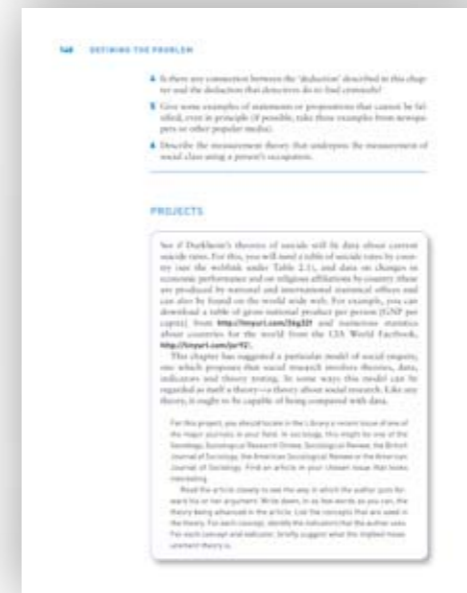 DEFINING THE PROBLEM
4 Is there any connection between the 'deduction' described in this chap-
ter and the deduction that detectives do to find criminals?
5 Give some examples of statements or propositions that cannot be fal-
sified, even in principle (if possible, take these examples from newspa-
pers or other popular media).
6 Describe the measurement theory that underpins the measurement of
social class using a person's occupation.
PROJECTS
See if Durkheim's theories of suicide still fit data about current
suicide rates. For this, you will need a table of suicide rates by coun-
try (see the weblink under Table 2.1), and data on changes in
economic performance and on religious affiliations by country (these
are produced by national and international statistical offices and
can also be found on the world wide web. For example, you can
download a table of gross national product per person (GNP per
capita) from and numerous statistics
about countries for the world from the CIA World Factbook,
This chapter has suggested a particular model of social enquiry,
one which proposes that social research involves theories, data,
indicators and theory testing. In some ways this model can be
regarded as itself a theory—a theory about social research. Like any
theory, it ought to be capable of being compared with data.
For this project, you should locate in the Library a recent issue of one of
the major journals in your field. In sociology, this might be one of the
Sociology, Sociological Research Online, Sociological Review, the British
Journal of Sociology, the American Sociological Review or the American
Journal of Sociology. Find an article in your chosen issue that looks
interesting.
Read the article closely to see the way in which the author puts for-
ward his or her argument. Write down, in as few words as you can, the
theory being advanced in the article. List the concepts that are used in
the theory. For each concept, identify the indicators that the author uses.
For each concept and indicator, briefly suggest what the implied meas-
urement theory is.